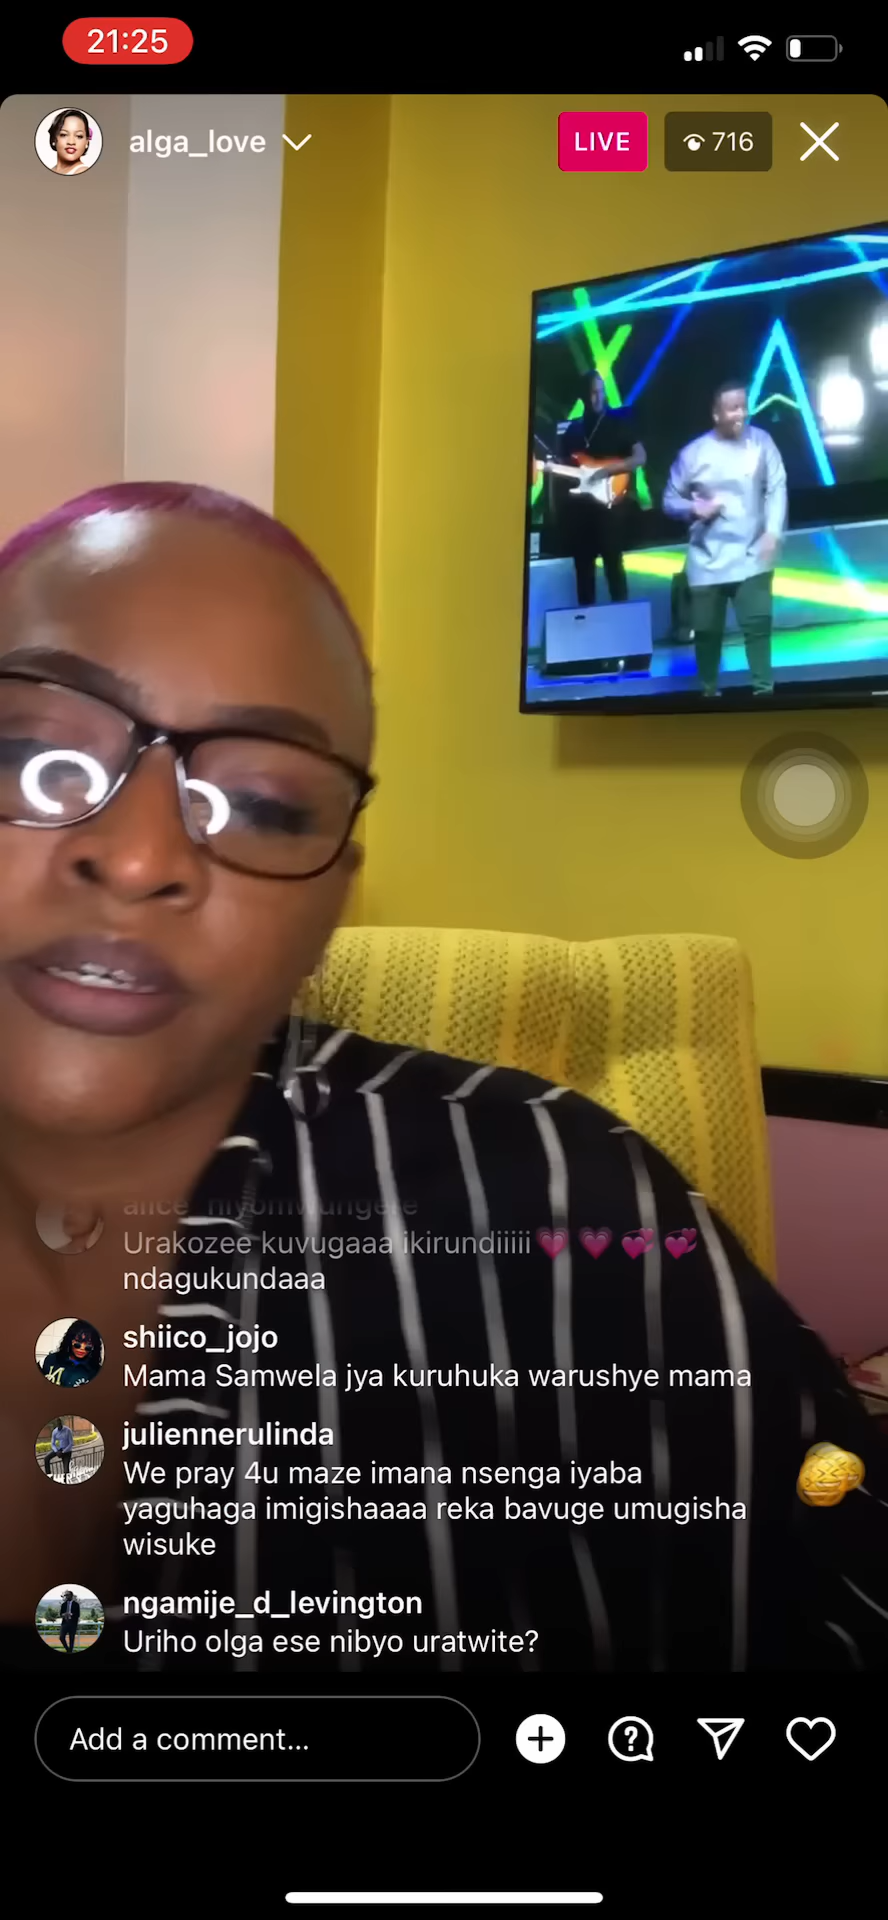 21:25
alga_love
LIVE
716
alice_niyomwungere
Urakozee kuvugaaa ikirundiiiii💗 💗 💞 💞
ndagukundaaa
shiico_jojo
Mama Samwela jya kuruhuka warushye mama
juliennerulinda
We pray 4u maze imana nsenga iyaba
yaguhaga imigishaaaa reka bavuge umugisha
wisuke
ngamije_d_levington
Uriho olga ese nibyo uratwite?
Add a comment...